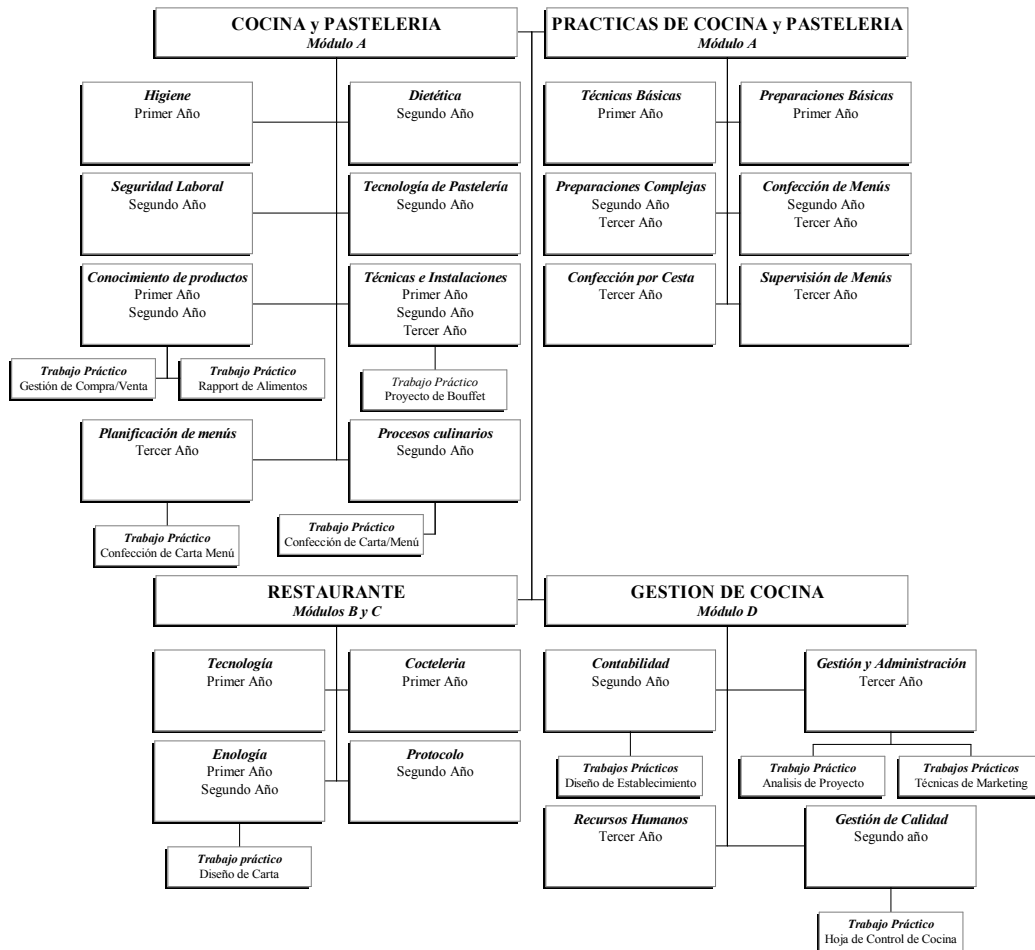 COCINA y PASTELERIA
Módulo A
PRACTICAS DE COCINA y PASTELERIA
Módulo A
Higiene
Primer Año
Dietética
Segundo Año
Técnicas Básicas
Primer Año
Preparaciones Básicas
Primer Año
Seguridad Laboral
Segundo Año
Tecnología de Pastelería
Segundo Año
Preparaciones Complejas
Segundo Año
Tercer Año
Confección de Menús
Segundo Año
Tercer Año
Conocimiento de productos
Primer Año
Segundo Año
Técnicas e Instalaciones
Primer Año
Segundo Año
Tercer Año
Confección por Cesta
Tercer Año
Supervisión de Menús
Tercer Año
Trabajo Práctico
Gestión de Compra/Venta
Trabajo Práctico
Rapport de Alimentos
Trabajo Práctico
Proyecto de Bouffet
Planificación de menús
Tercer Año
Procesos culinarios
Segundo Año
Trabajo Práctico
Confección de Carta Menú
Trabajo Práctico
Confección de Carta/Menú
RESTAURANTE
Módulos B y C
GESTION DE COCINA
Módulo D
Tecnología
Primer Año
Cocteleria
Primer Año
Contabilidad
Segundo Año
Gestión y Administración
Tercer Año
Enología
Primer Año
Segundo Año
Protocolo
Segundo Año
Trabajos Prácticos
Diseño de Establecimiento
Trabajo Práctico
Analisis de Proyecto
Trabajos Prácticos
Técnicas de Marketing
Recursos Humanos
Tercer Año
Gestión de Calidad
Segundo año
Trabajo práctico
Diseño de Carta
Trabajo Práctico
Hoja de Control de Cocina